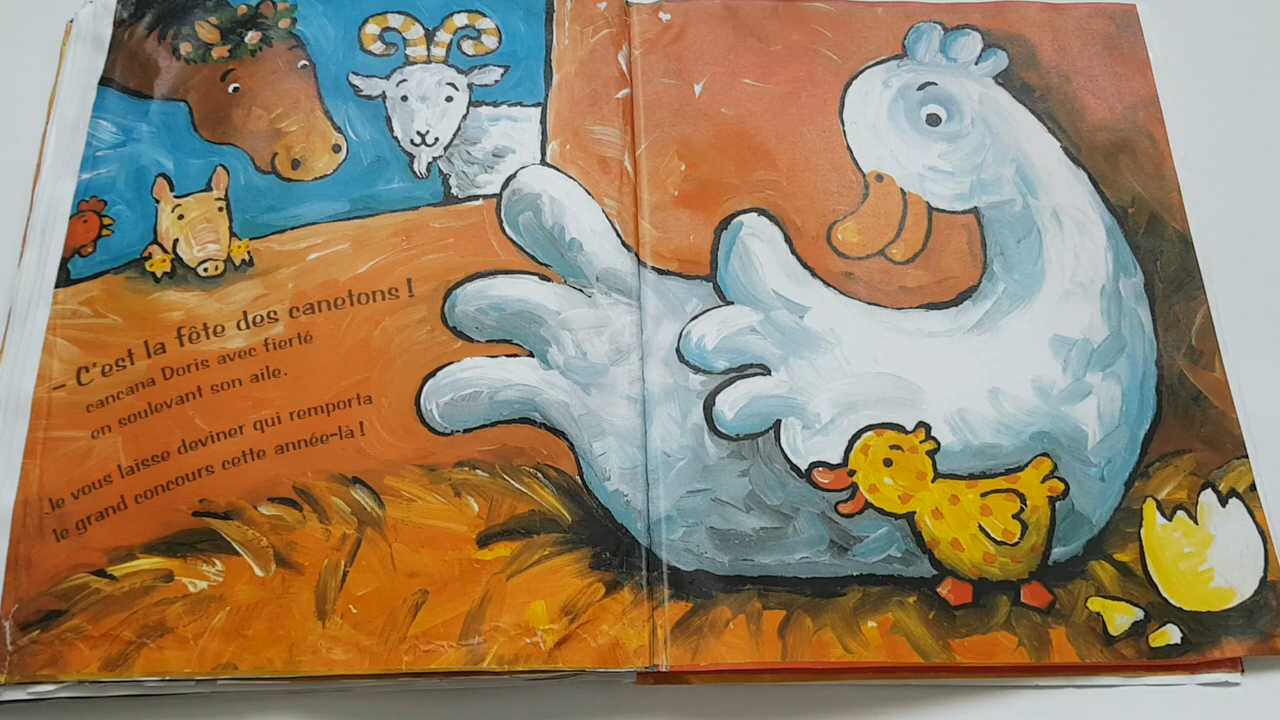 – C'est la fête des canetons !
cancana Doris avec fierté
en soulevant son aile.
Je vous laisse deviner qui remporta
le grand concours cette année-là !